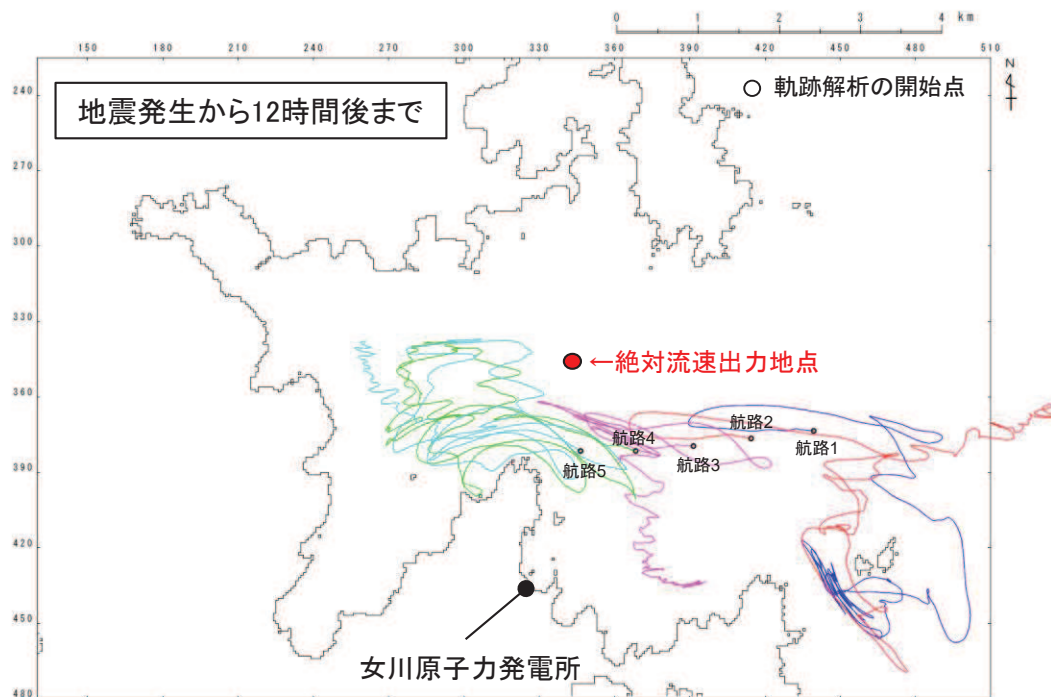 0 1 2 3 4 km
150 180 210 240 270 300 330 360 390 420 450 480 510
N
240
270
300
330
360
390
420
450
480
地震発生から12時間後まで
○ 軌跡解析の開始点
←絶対流速出力地点
航路2
航路4
航路1
航路3
航路5
女川原子力発電所